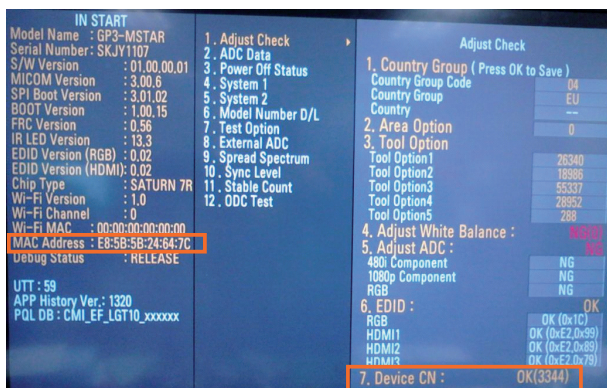 IN START
Model Name : GP3-MSTAR
Serial Number: SKJY1107
S/W Version : 01.00.00.01
MICOM Version : 3.00.6
SPI Boot Version : 3.01.02
BOOT Version : 1.00.15
FRC Version : 0.56
IR LED Version : 13.3
EDID Version (RGB) : 0.02
EDID Version (HDMI): 0.02
Chip Type : SATURN 7R
Wi-Fi Version : 1.0
Wi-Fi Channel : 0
Wi-Fi MAC : 00:00:00:00:00:00
MAC Address : E8:5B:5B:24:64:7C
Debug Status : RELEASE
UTT : 59
APP History Ver.: 1320
PQL DB : CMI_EF_LGT10_xxxxxx
1 . Adjust Check
2 . ADC Data
3 . Power Off Status
4 . System 1
5 . System 2
6 . Model Number D/L
7 . Test Option
8 . External ADC
9 . Spread Spectrum
10 . Sync Level
11 . Stable Count
12 . ODC Test
Adjust Check
1. Country Group ( Press OK to Save )
Country Group Code 04
Country Group EU
Country --
2. Area Option 0
3. Tool Option
Tool Option1 26340
Tool Option2 18986
Tool Option3 55337
Tool Option4 28952
Tool Option5 288
4. Adjust White Balance :
5. Adjust ADC : NG
480i Component NG
1080p Component NG
RGB NG
6. EDID : OK
RGB OK (0x1C)
HDMI1 OK (0xE2,0x99)
HDMI2 OK (0xE2,0x89)
HDMI3 OK (0xE2,0x79)
7. Device CN : OK(3344)